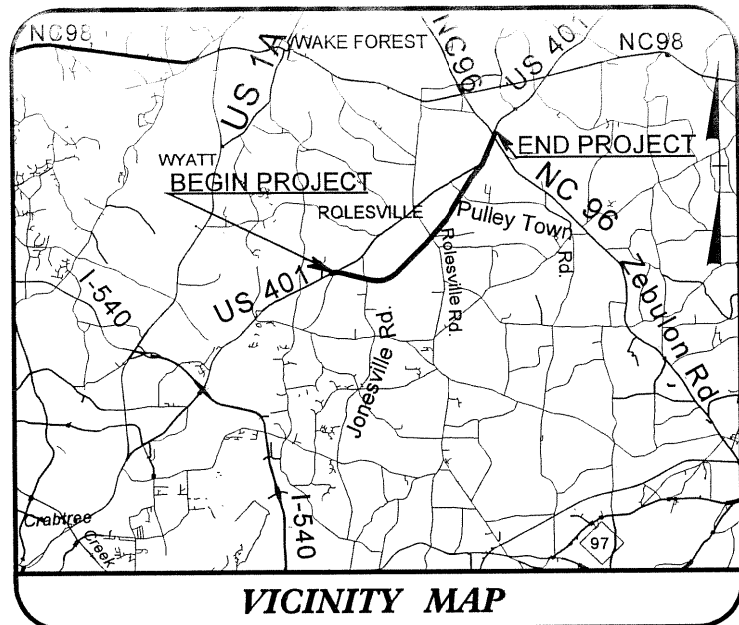 NC98
WAKE FOREST
NC96
US 401
NC98
US 1A
WYATT
END PROJECT
BEGIN PROJECT
NC 96
ROLESVILLE
Pulley Town Rd.
Rolesville Rd.
I-540
US 401
Zebulon Rd
Jonesville Rd.
I-540
Crabtree
Creek
97
VICINITY MAP